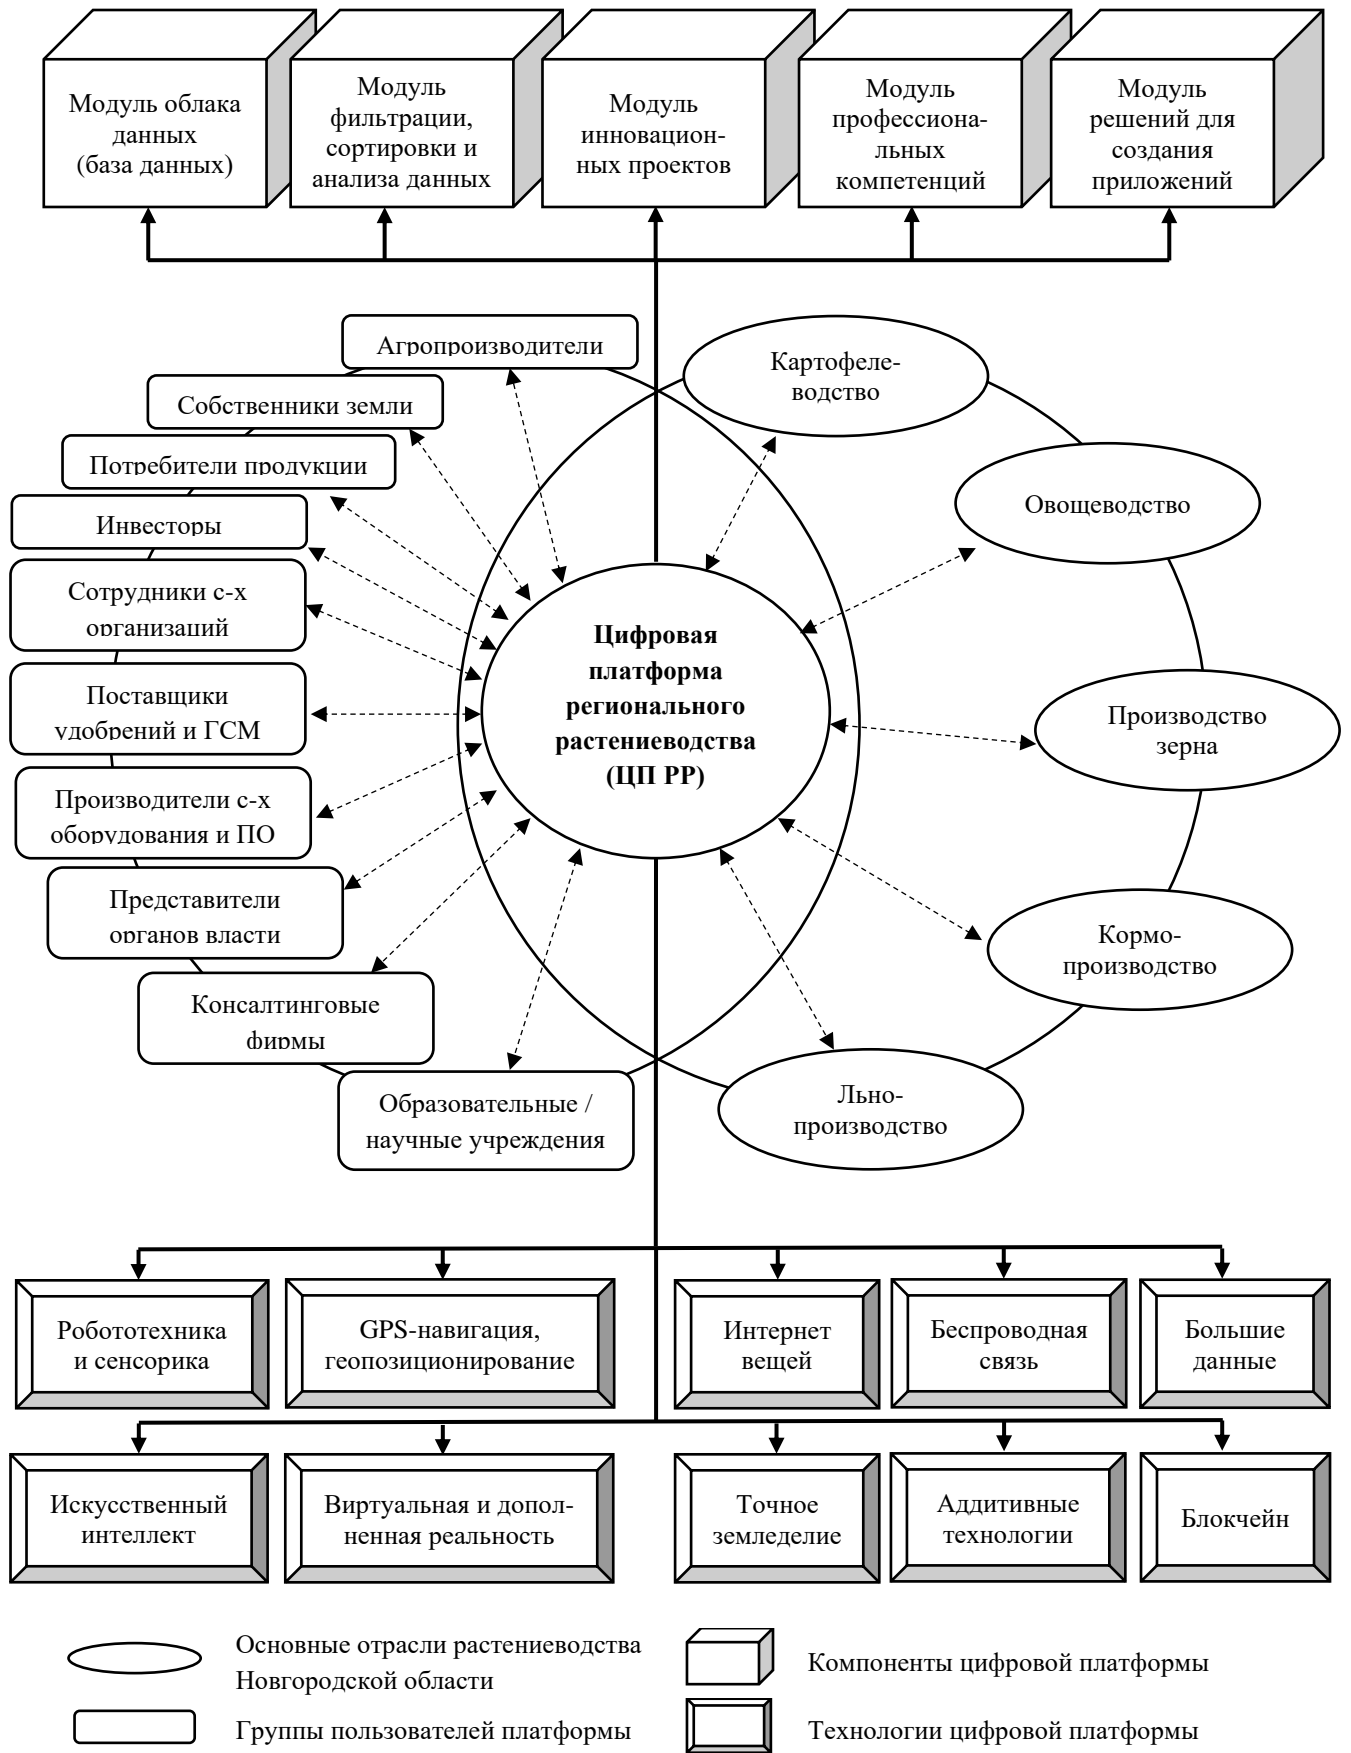 Модуль облака
данных
(база данных)
Модуль
фильтрации,
сортировки и
анализа данных
Модуль
инновацион-
ных проектов
Модуль
профессиона-
льных
компетенций
Модуль
решений для
создания
приложений
Агропроизводители
Собственники земли
Потребители продукции
Инвесторы
Сотрудники с-х
организаций
Поставщики
удобрений и ГСМ
Производители с-х
оборудования и ПО
Представители
органов власти
Консалтинговые
фирмы
Образовательные /
научные учреждения
Цифровая
платформа
регионального
растениеводства
(ЦП РР)
Картофеле-
водство
Овощеводство
Производство
зерна
Кормо-
производство
Льно-
производство
Робототехника
и сенсорика
GPS-навигация,
геопозиционирование
Интернет
вещей
Беспроводная
связь
Большие
данные
Искусственный
интеллект
Виртуальная и допол-
ненная реальность
Точное
земледелие
Аддитивные
технологии
Блокчейн
Основные отрасли растениеводства
Новгородской области
Группы пользователей платформы
Компоненты цифровой платформы
Технологии цифровой платформы